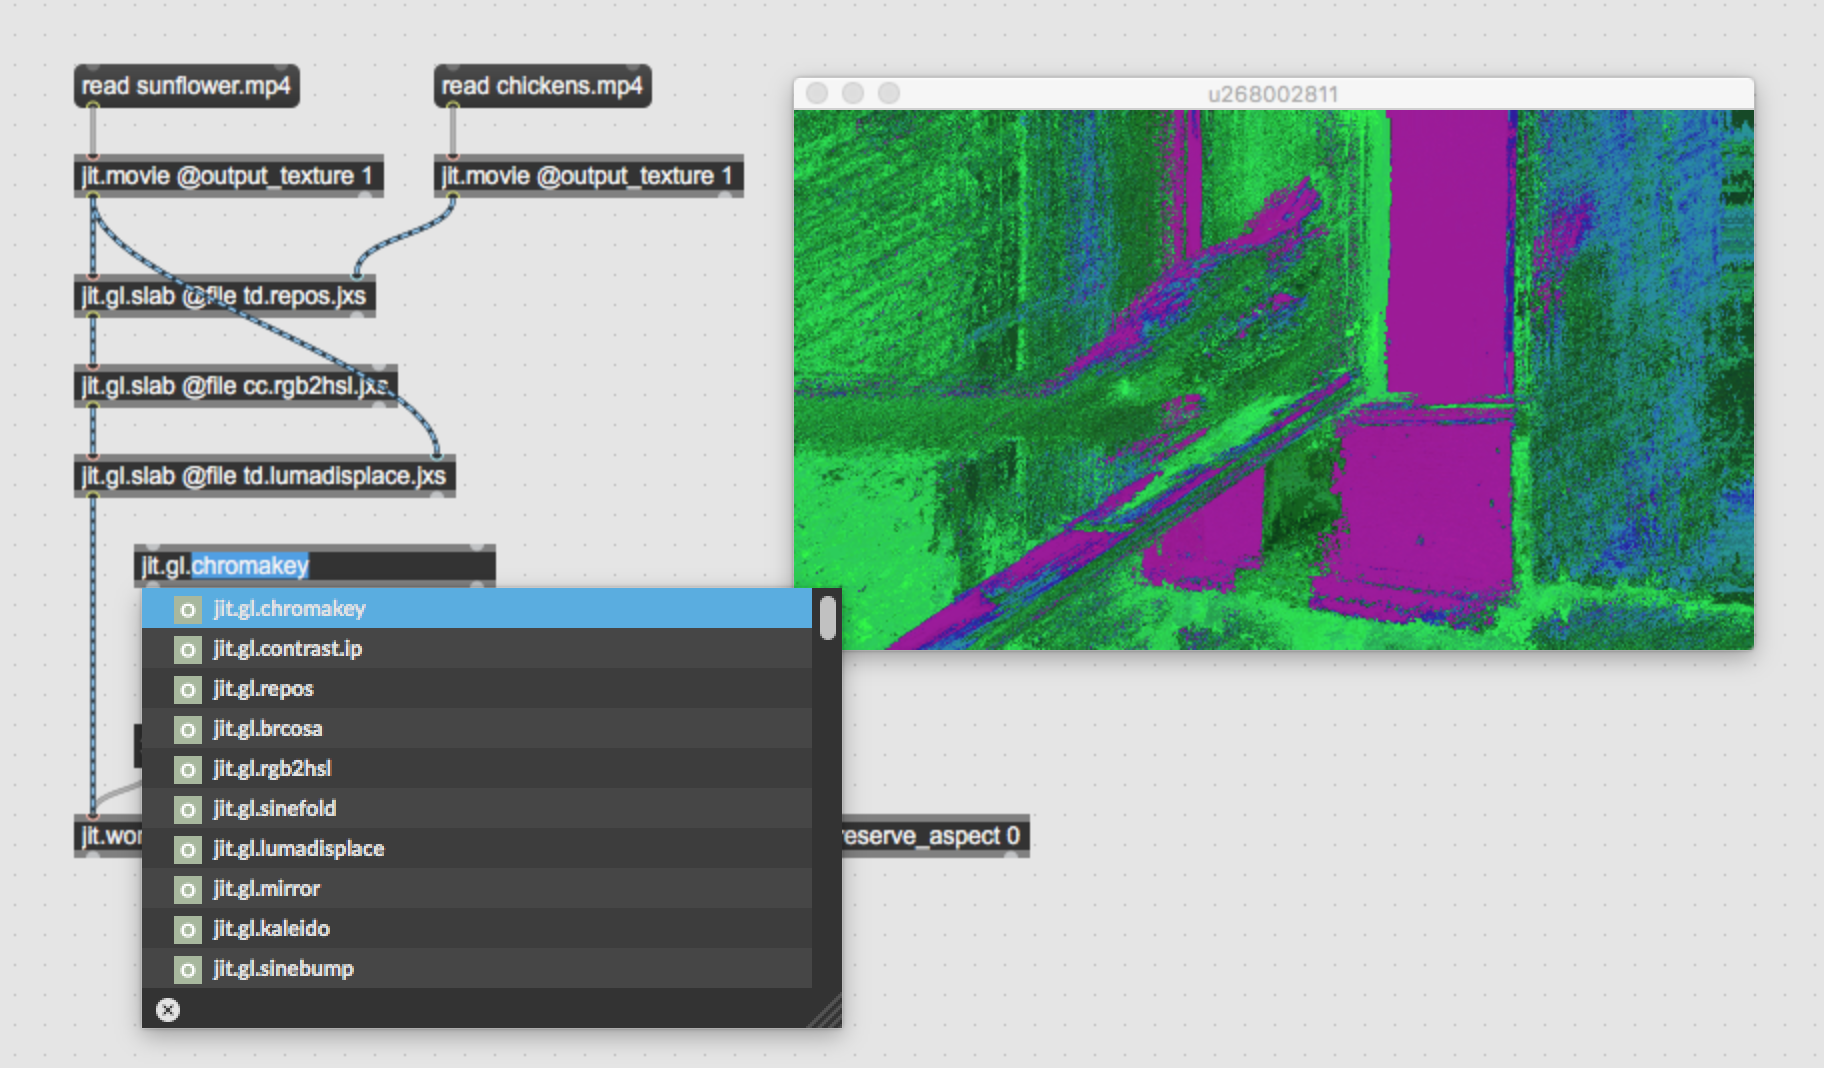 read sunflower.mp4
read chickens.mp4
u268002811
jit.movie @output_texture 1
jit.movie @output_texture 1
jit.gl.slab @file td.repos.jxs
jit.gl.slab @file cc.rgb2hsl.jxs
jit.gl.slab @file td.lumadisplace.jxs
jit.gl.chromakey
jit.gl.chromakey
jit.gl.contrast.ip
jit.gl.repos
jit.gl.brcosa
jit.gl.rgb2hsl
jit.gl.sinefold
jit.gl.lumadisplace
jit.gl.mirror
jit.gl.kaleido
jit.gl.sinebump
jit.wor
reserve_aspect 0